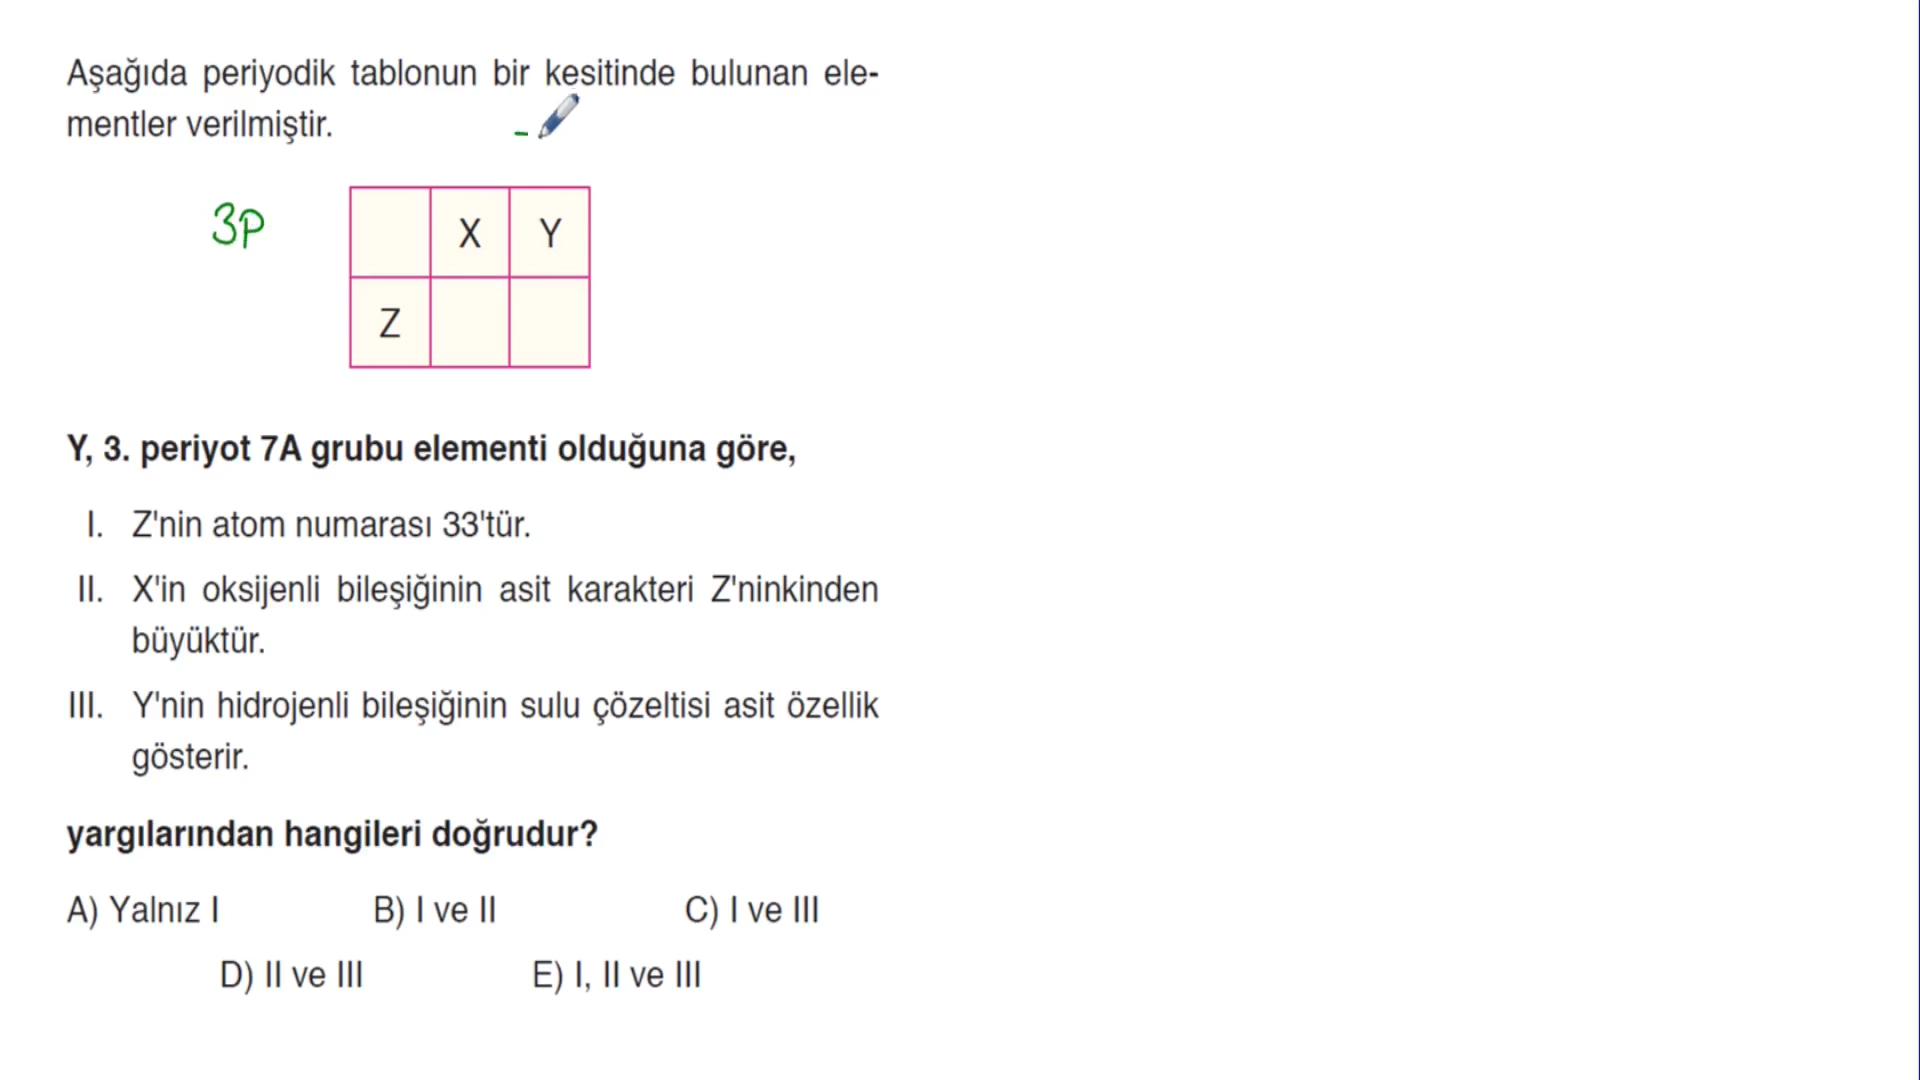 Aşağıda periyodik tablonun bir kesitinde bulunan ele-
mentler verilmiştir.
3P
X Y
Z
Y, 3. periyot 7A grubu elementi olduğuna göre,
I. Z'nin atom numarası 33'tür.
II. X'in oksijenli bileşiğinin asit karakteri Z'ninkinden
büyüktür.
III. Y'nin hidrojenli bileşiğinin sulu çözeltisi asit özellik
gösterir.
yargılarından hangileri doğrudur?
A) Yalnız I B) I ve II C) I ve III
D) II ve III E) I, II ve III